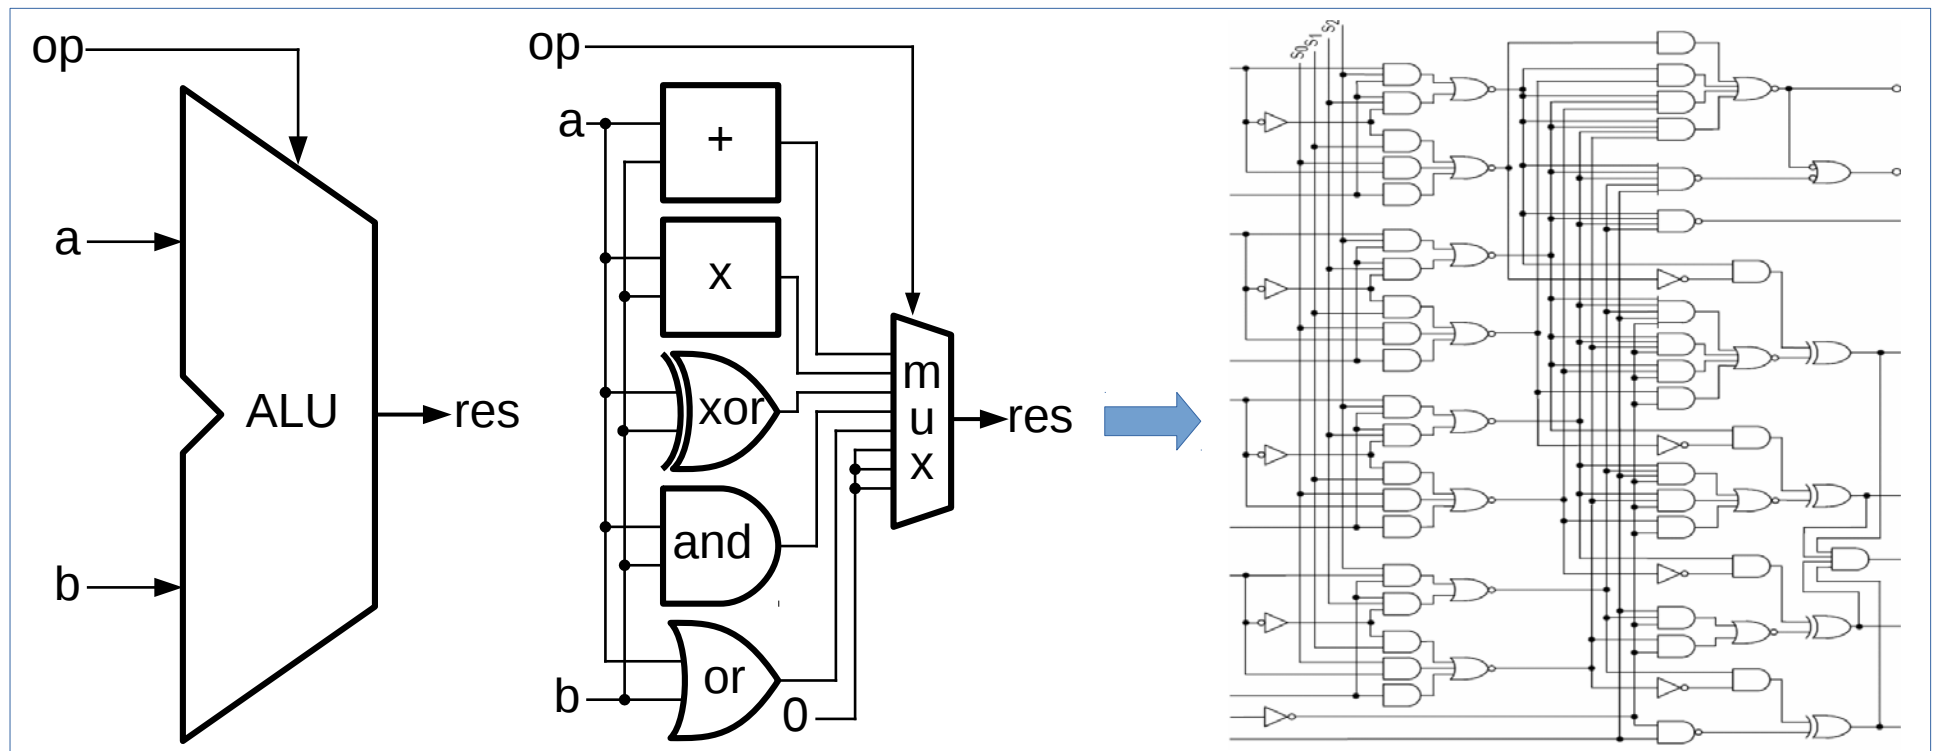 op
a
ALU
res
b
op
a
+
x
xor
and
or
b
0
m
u
x
res
S0
S1
S2